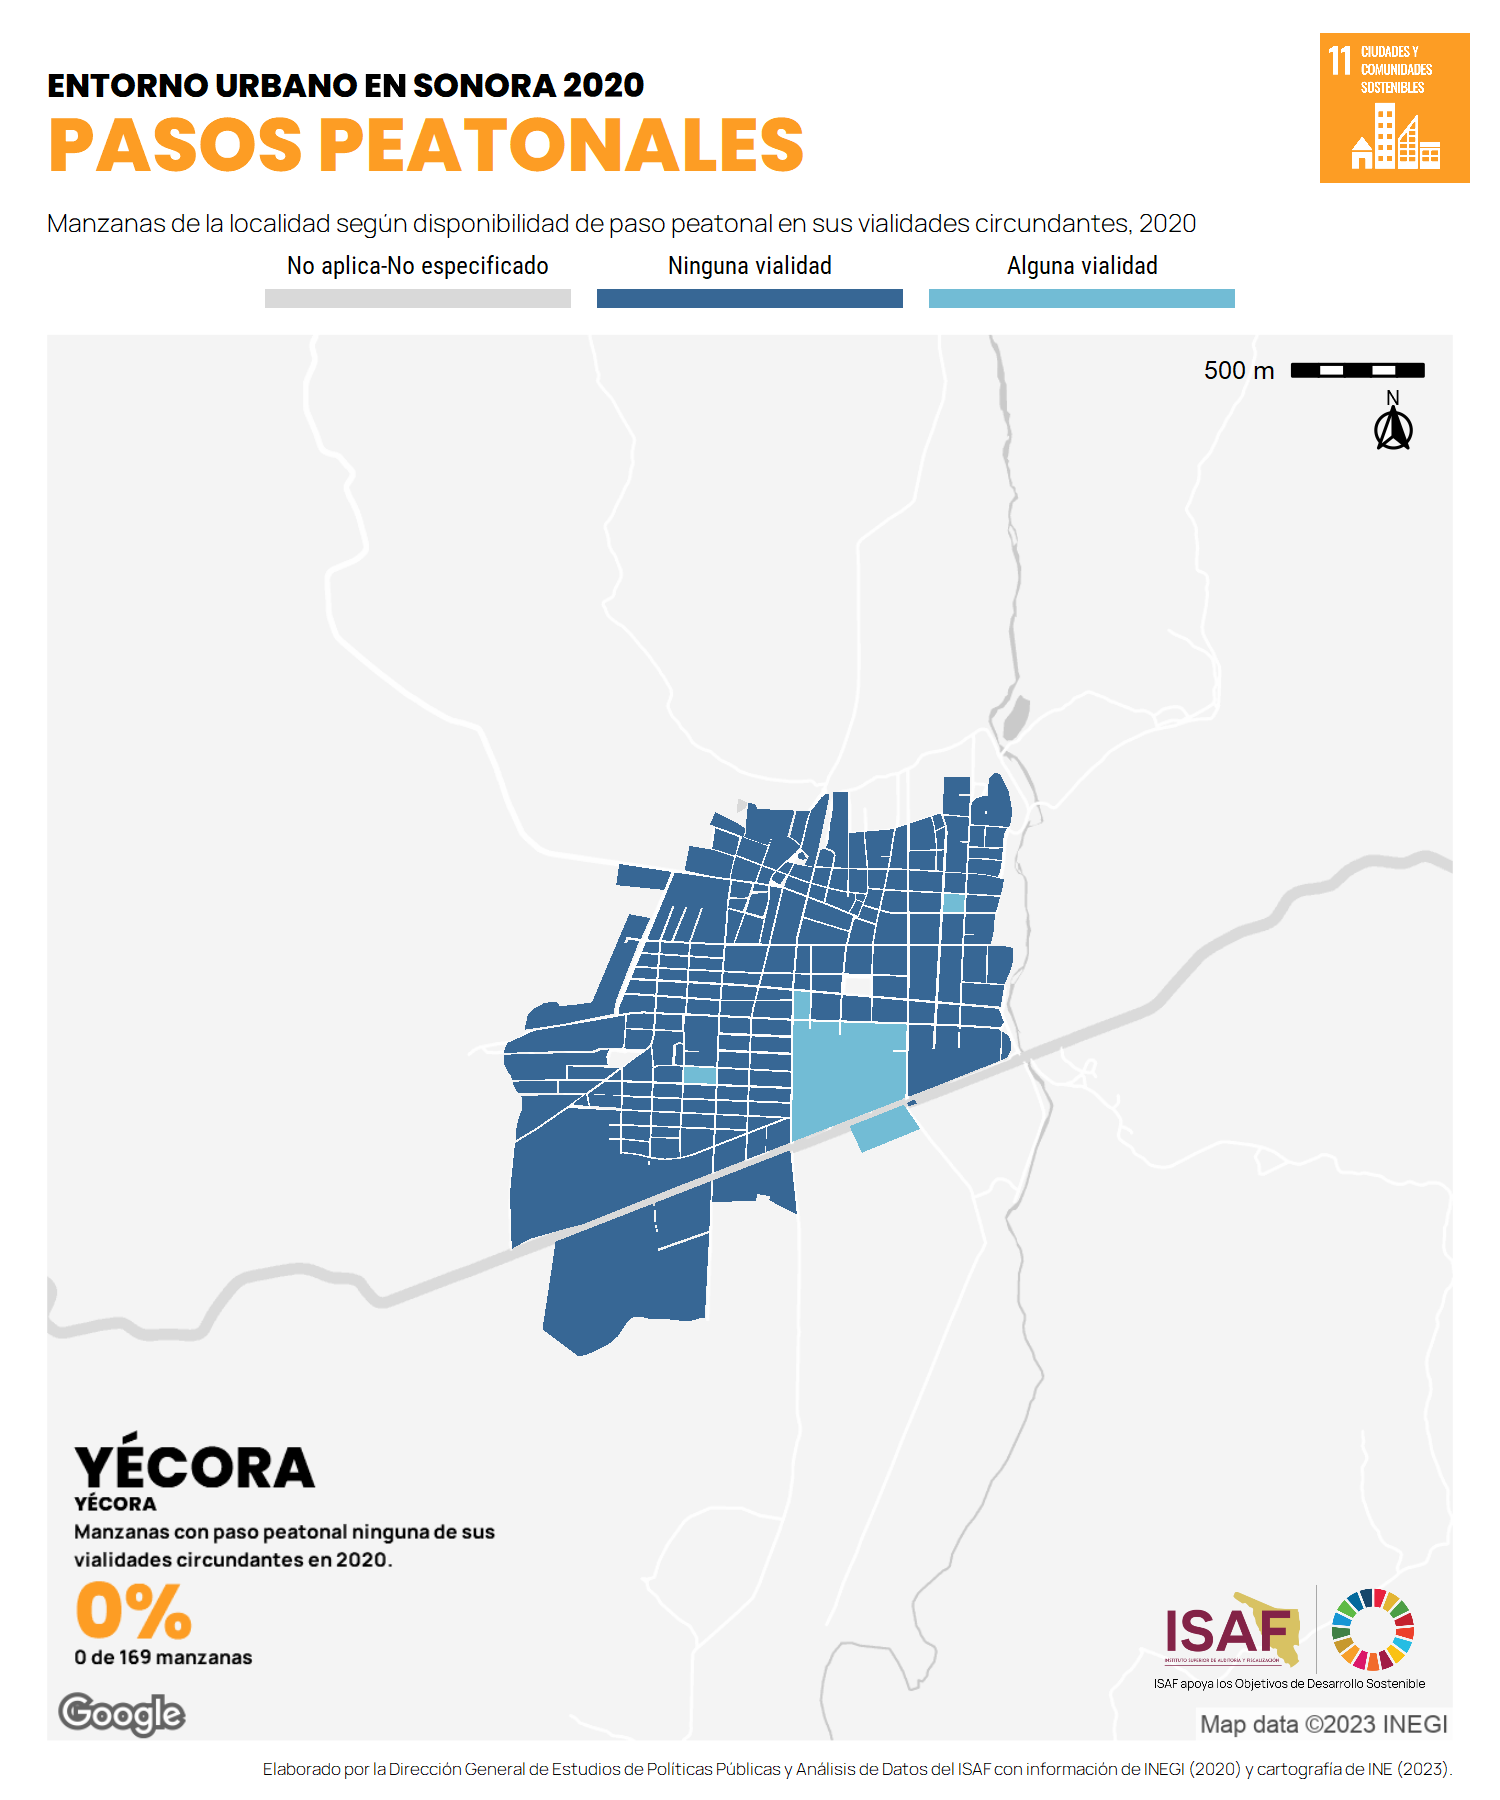 11 CIUDADES Y
COMUNIDADES
SOSTENIBLES
ENTORNO URBANO EN SONORA 2020
PASOS PEATONALES
Manzanas de la localidad según disponibilidad de paso peatonal en sus vialidades circundantes, 2020
No aplica-No especificado
Ninguna vialidad
Alguna vialidad
500 m
N
YÉCORA
YÉCORA
Manzanas con paso peatonal ninguna de sus
vialidades circundantes en 2020.
0%
0 de 169 manzanas
ISAF
INSTITUTO SUPERIOR DE AUDITORÍA Y FISCALIZACIÓN
ISAF apoya los Objetivos de Desarrollo Sostenible
Google
Map data ©2023 INEGI
Elaborado por la Dirección General de Estudios de Políticas Públicas y Análisis de Datos del ISAF con información de INEGI (2020) y cartografía de INE (2023).